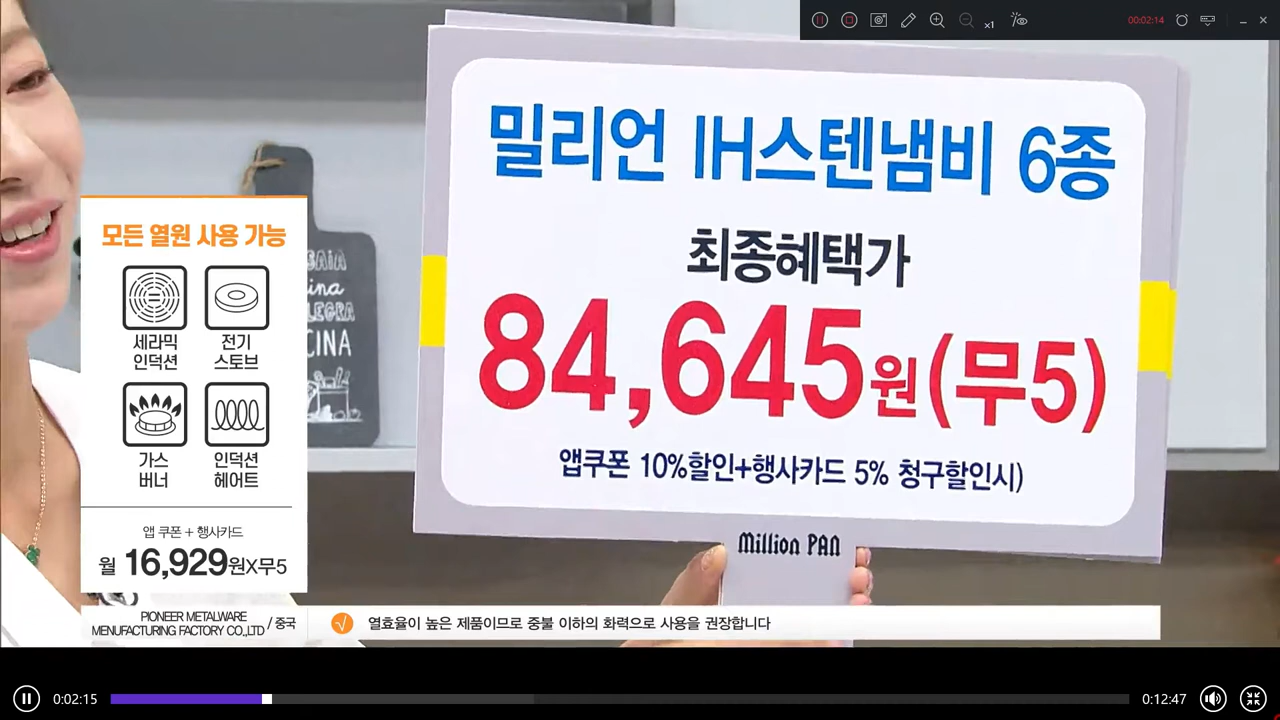 x1
00:02:14
밀리언 IH스텐냄비 6종
최종혜택가
84,645원(무5)
앱쿠폰 10%할인+행사카드 5% 청구할인시)
Million PAN
모든 열원 사용 가능
세라믹
인덕션
전기
스토브
가스
버너
인덕션
헤어트
앱 쿠폰 + 행사카드
월 16,929원X무5
PIONEER METALWARE
MENUFACTURING FACTORY CO.,LTD / 중국
열효율이 높은 제품이므로 중불 이하의 화력으로 사용을 권장합니다
CINA
0:02:15
0:12:47